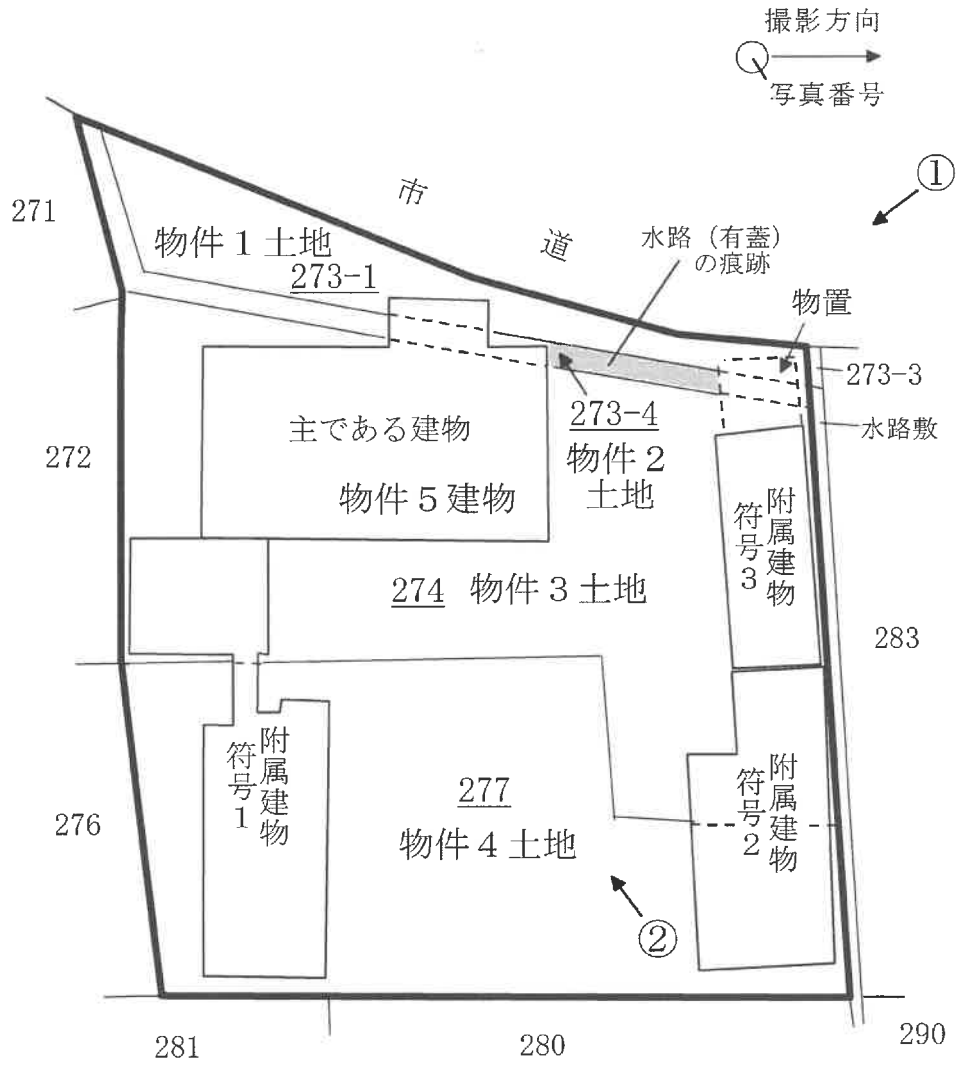 撮影方向
写真番号
①
市
道
271
物件1土地
273-1
水路（有蓋）
の痕跡
物置
273-3
水路敷
273-4
物件2
土地
主である建物
物件5建物
272
附属建物
符号3
274 物件3土地
283
附属建物
符号1
277
物件4土地
附属建物
符号2
276
②
281
280
290